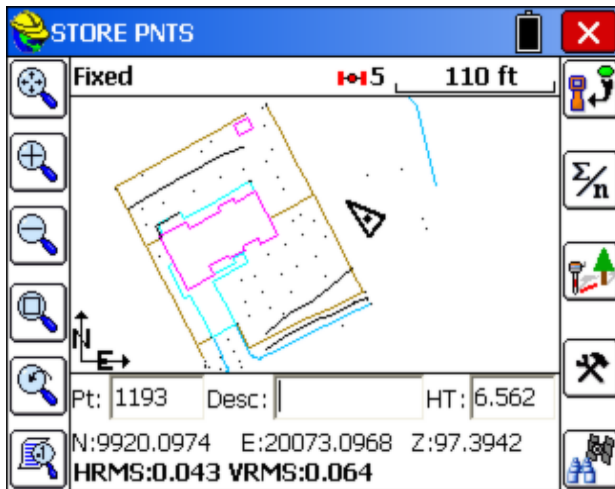 STORE PNTS
Fixed 5 110 ft
Σ/n
N
E
Pt: 1193 Desc: HT: 6.562
N:9920.0974 E:20073.0968 Z:97.3942
HRMS:0.043 VRMS:0.064